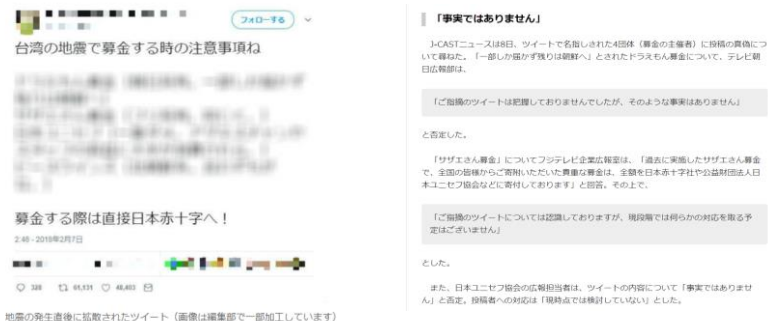 フォローする
台湾の地震で募金する時の注意事項ね
募金する際は直接日本赤十字へ！
2:40 - 2018年2月7日
328 61,131 48,403
地震の発生直後に拡散されたツイート（画像は編集部で一部加工しています）
「事実ではありません」
J-CASTニュースは8日、ツイートで名指しされた4団体（募金の主催者）に投稿の真偽につ
いて尋ねた。「一部しか届かず残りは朝鮮へ」とされたドラえもん募金について、テレビ朝
日広報部は、
「ご指摘のツイートは把握しておりませんでしたが、そのような事実はありません」
と否定した。
「サザエさん募金」についてフジテレビ企業広報室は、「過去に実施したサザエさん募金
で、全国の皆様からご寄附いただいた貴重な募金は、全額を日本赤十字社や公益財団法人日
本ユニセフ協会などに寄付しております」と回答。その上で、
「ご指摘のツイートについては認識しておりますが、現段階では何らかの対応を取る予
定はございません」
とした。
また、日本ユニセフ協会の広報担当者は、ツイートの内容について「事実ではありませ
ん」と否定。投稿者への対応は「現時点では検討していない」とした。